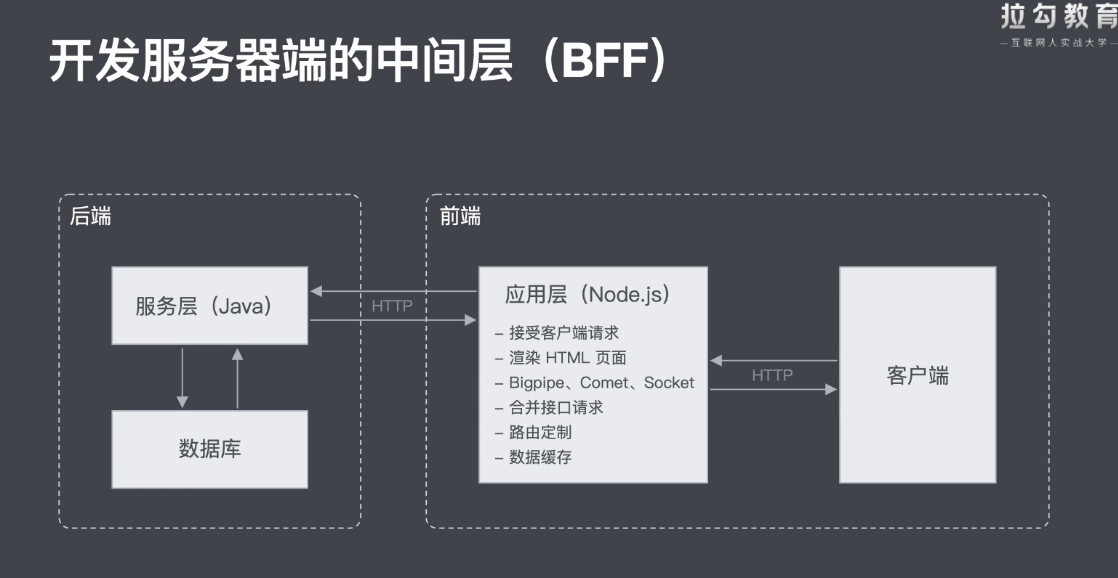 拉勾教育
互联网人实战大学
开发服务器端的中间层（BFF）
后端
服务层（Java）
数据库
HTTP
前端
应用层（Node.js）
– 接受客户端请求
– 渲染 HTML 页面
– Bigpipe、Comet、Socket
– 合并接口请求
– 路由定制
– 数据缓存
HTTP
客户端